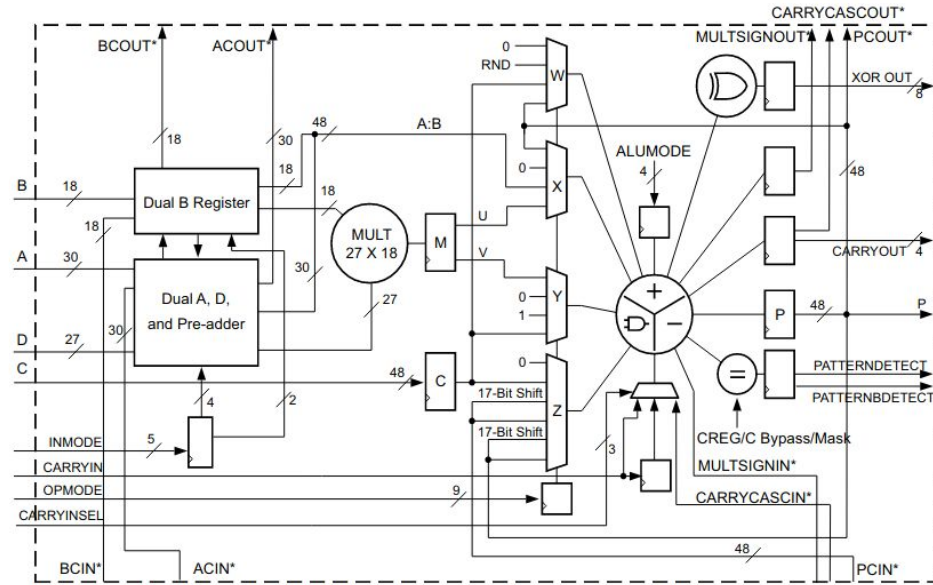 CARRYCASCOUT*
BCOUT*
ACOUT*
MULTSIGNOUT*
PCOUT*
0
RND
W
XOR OUT
8
18
30
48
A:B
ALUMODE
4
48
18
0
X
B
18
Dual B Register
18
18
U
MULT
27 X 18
M
V
CARRYOUT
4
A
30
30
Dual A, D,
and Pre-adder
27
Y
0
1
+
−
P
48
P
30
D
27
C
48
C
0
PATTERNDETECT
=
PATTERNBDETECT
17-Bit Shift
Z
4
2
17-Bit Shift
CREG/C Bypass/Mask
INMODE
5
3
MULTSIGNIN*
CARRYIN
OPMODE
9
CARRYCASCIN*
CARRYINSEL
48
BCIN*
ACIN*
PCIN*